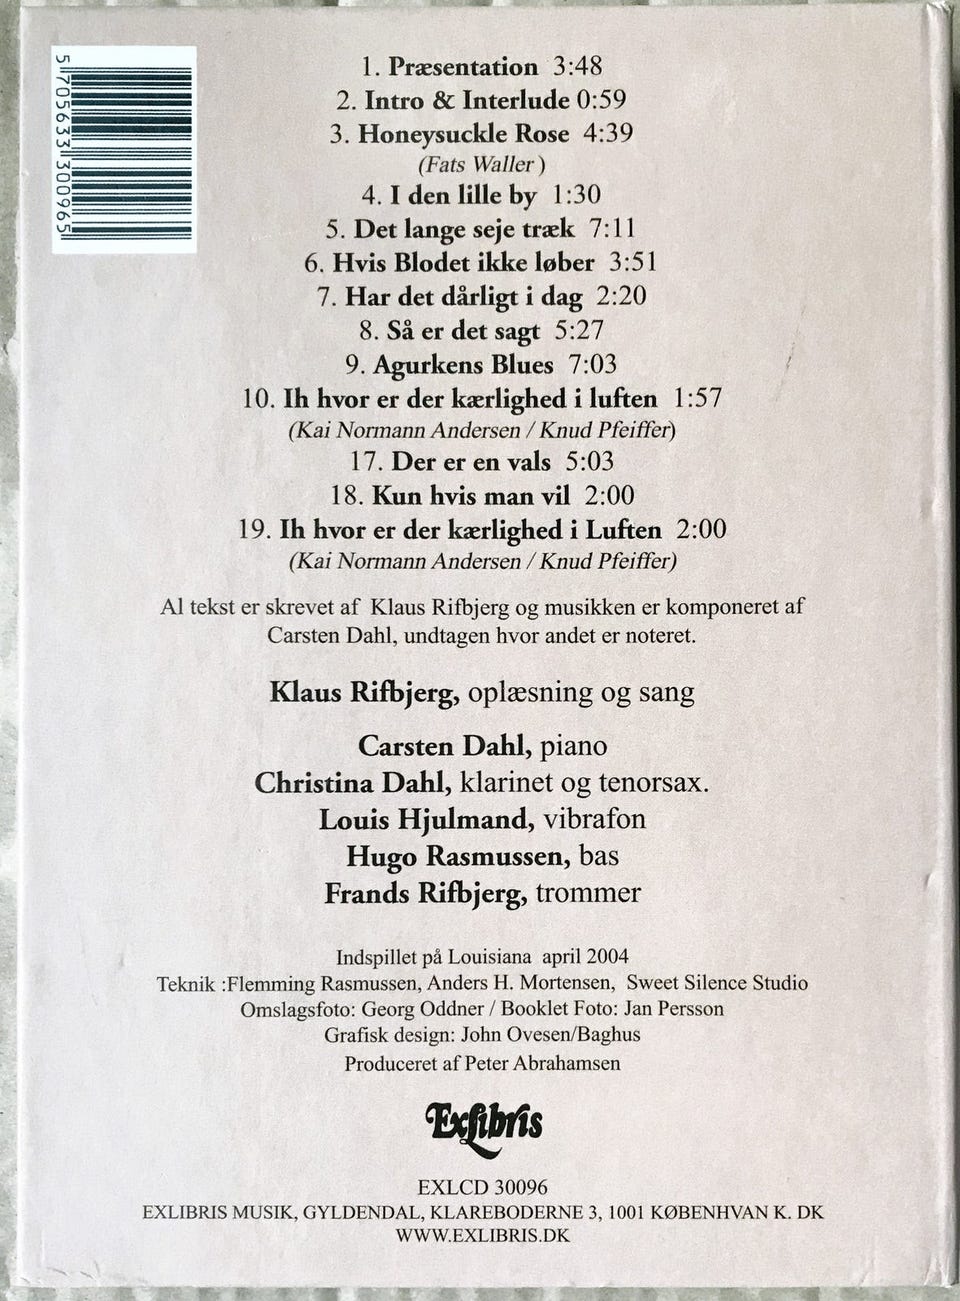 5 705633 300965
1. Præsentation 3:48
2. Intro & Interlude 0:59
3. Honeysuckle Rose 4:39
(Fats Waller)
4. I den lille by 1:30
5. Det lange seje træk 7:11
6. Hvis Blodet ikke løber 3:51
7. Har det dårligt i dag 2:20
8. Så er det sagt 5:27
9. Agurkens Blues 7:03
10. Ih hvor er der kærlighed i luften 1:57
(Kai Normann Andersen / Knud Pfeiffer)
17. Der er en vals 5:03
18. Kun hvis man vil 2:00
19. Ih hvor er der kærlighed i Luften 2:00
(Kai Normann Andersen / Knud Pfeiffer)
Al tekst er skrevet af Klaus Rifbjerg og musikken er komponeret af
Carsten Dahl, undtagen hvor andet er noteret.
Klaus Rifbjerg, oplæsning og sang
Carsten Dahl, piano
Christina Dahl, klarinet og tenorsax.
Louis Hjulmand, vibrafon
Hugo Rasmussen, bas
Frands Rifbjerg, trommer
Indspillet på Louisiana april 2004
Teknik :Flemming Rasmussen, Anders H. Mortensen, Sweet Silence Studio
Omslagsfoto: Georg Oddner / Booklet Foto: Jan Persson
Grafisk design: John Ovesen/Baghus
Produceret af Peter Abrahamsen
Exlibris
EXLCD 30096
EXLIBRIS MUSIK, GYLDENDAL, KLAREBODERNE 3, 1001 KØBENHVAN K. DK
WWW.EXLIBRIS.DK